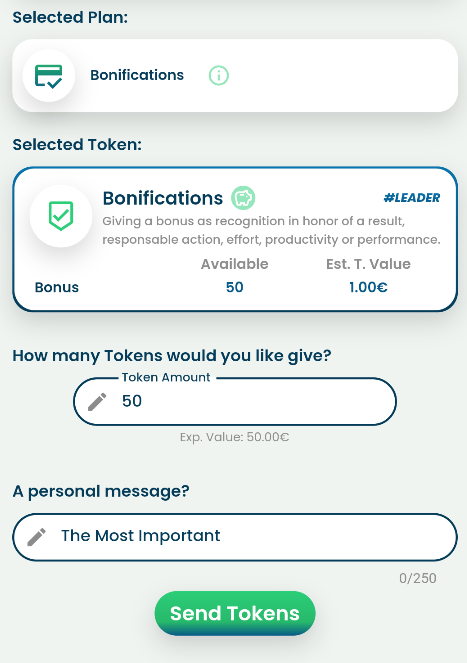 Selected Plan:
Bonifications
Selected Token:
Bonifications
#LEADER
Giving a bonus as recognition in honor of a result,
responsable action, effort, productivity or performance.
Available Est. T. Value
Bonus 50 1.00€
How many Tokens would you like give?
Token Amount
50
Exp. Value: 50.00€
A personal message?
The Most Important
0/250
Send Tokens